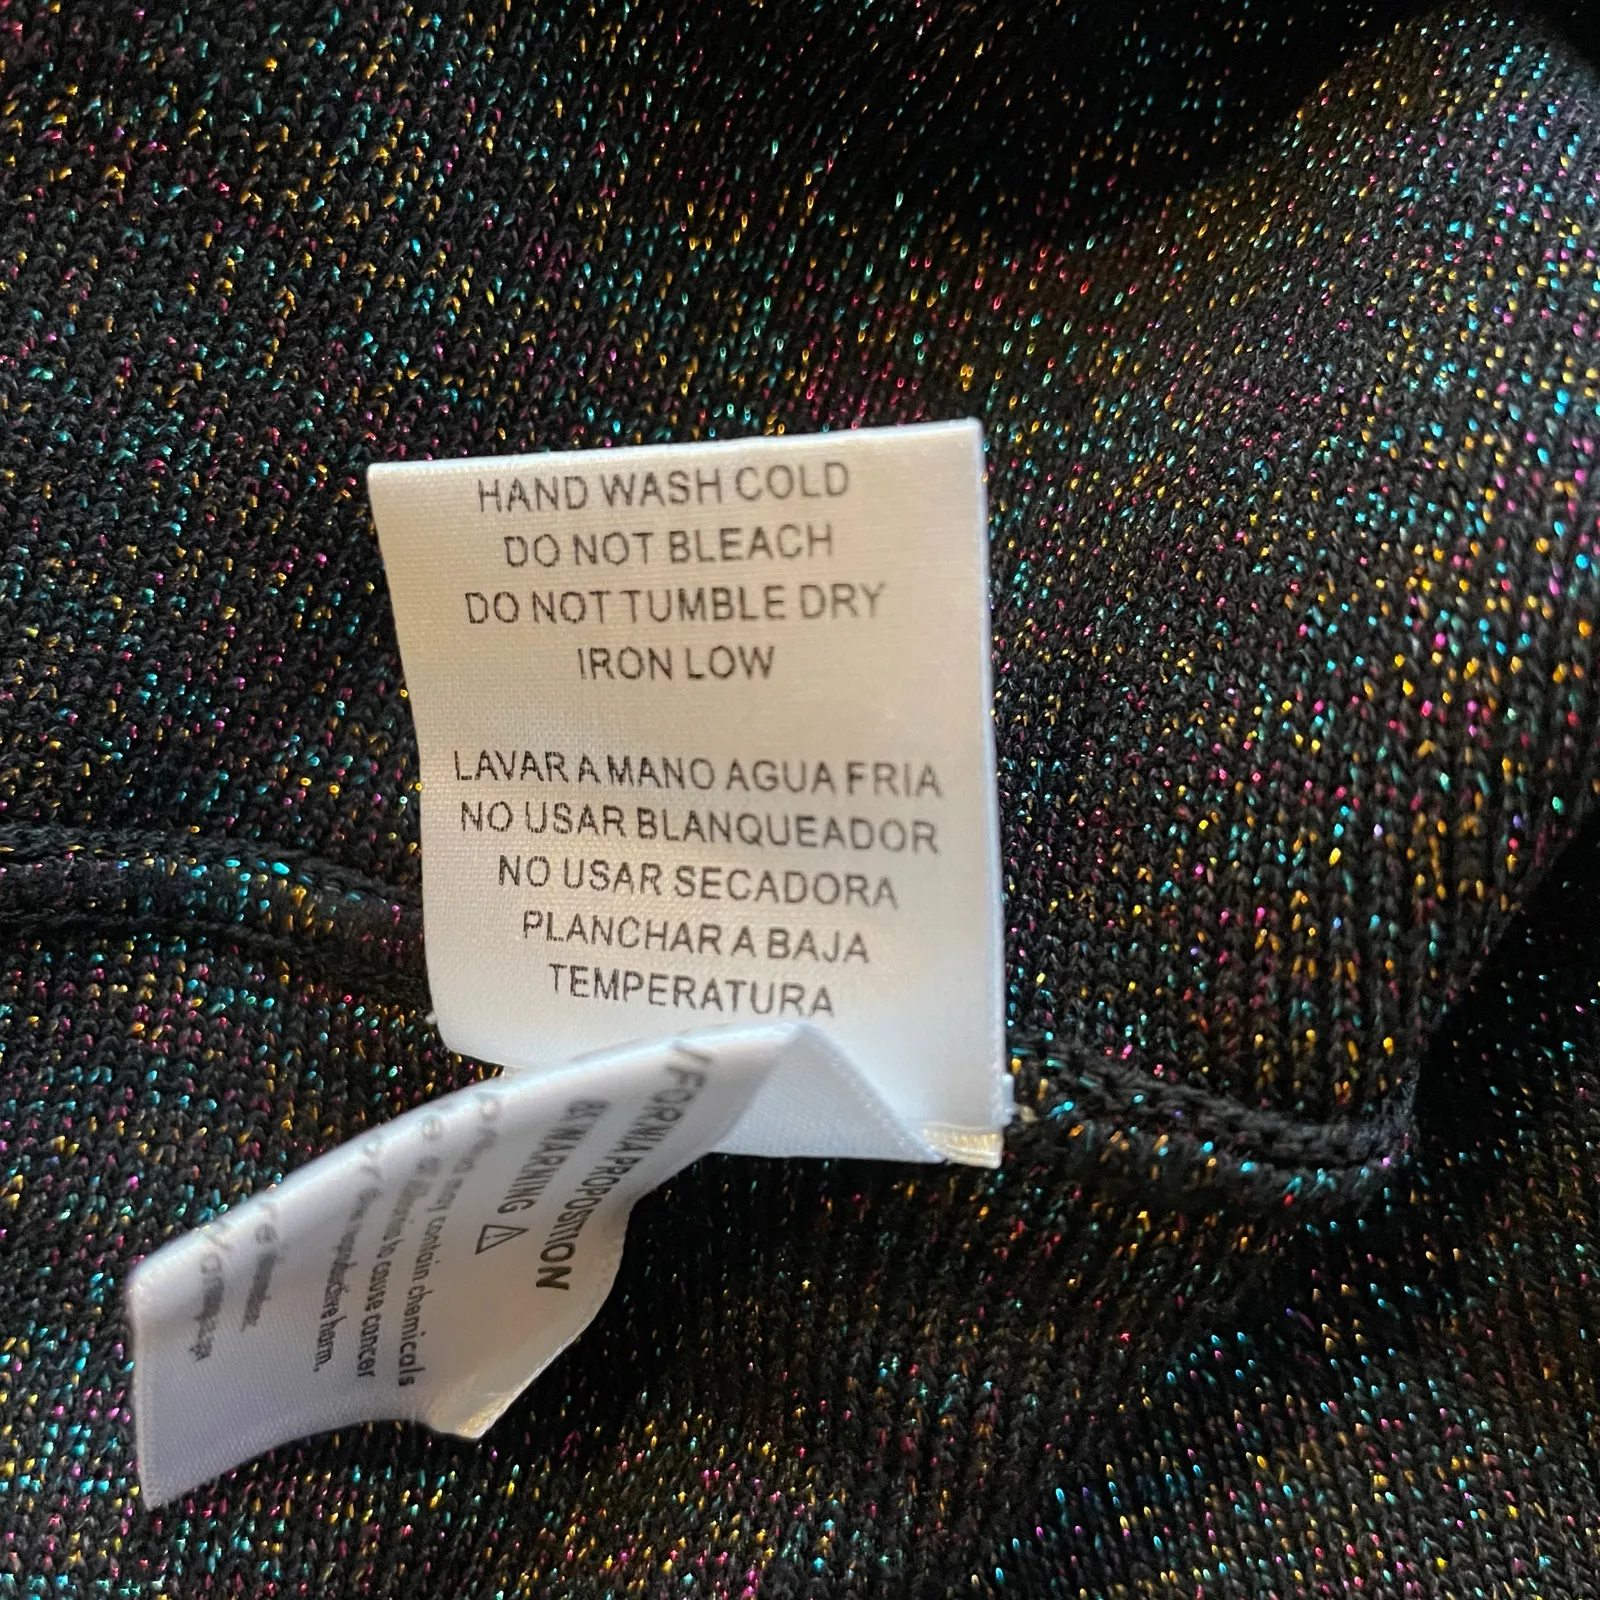 HAND WASH COLD
DO NOT BLEACH
DO NOT TUMBLE DRY
IRON LOW
LAVAR A MANO AGUA FRIA
NO USAR BLANQUEADOR
NO USAR SECADORA
PLANCHAR A BAJA
TEMPERATURA
FORNIA PROPOSITION
WARNING
may contain chemicals
to cause cancer
reproductive harm.